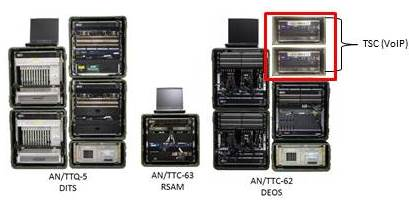 TSC (VoIP)
AN/TTQ-5
DITS
AN/TTC-63
RSAM
AN/TTC-62
DEOS